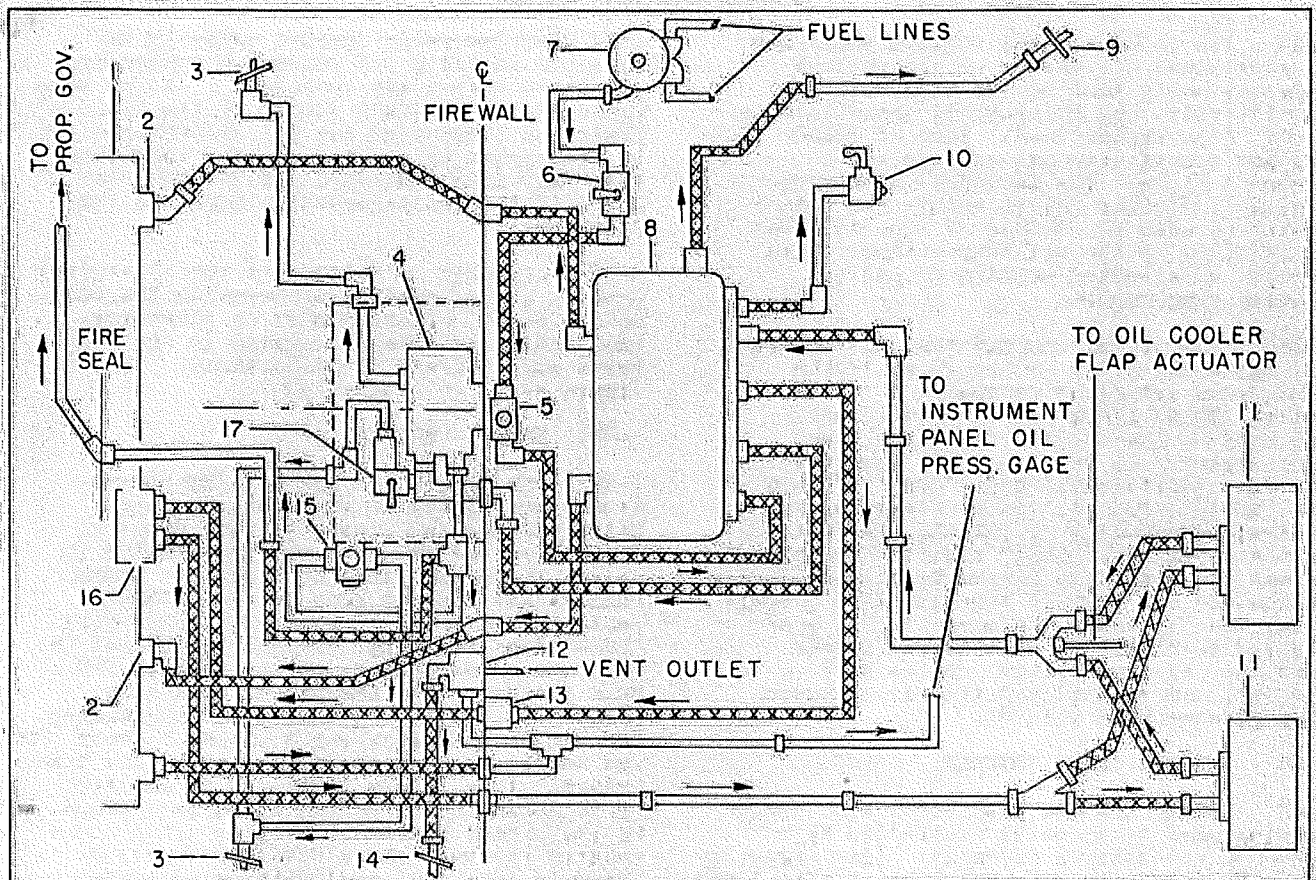 FUEL LINES
7
9
1
3
℄
FIREWALL
2
TO
PROP. GOV.
6
10
4
8
FIRE
SEAL
5
TO OIL COOLER
FLAP ACTUATOR
TO
INSTRUMENT
PANEL OIL
PRESS. GAGE
11
17
15
16
12
VENT OUTLET
11
2
13
3
14